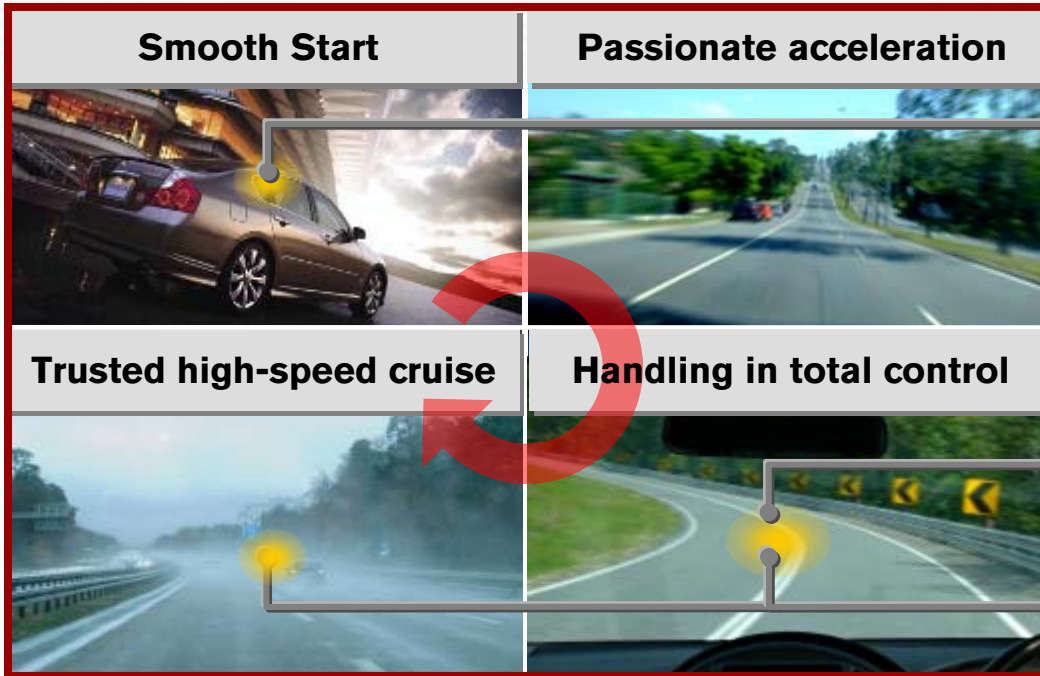 Smooth Start
Passionate acceleration
Trusted high-speed cruise
Handling in total control